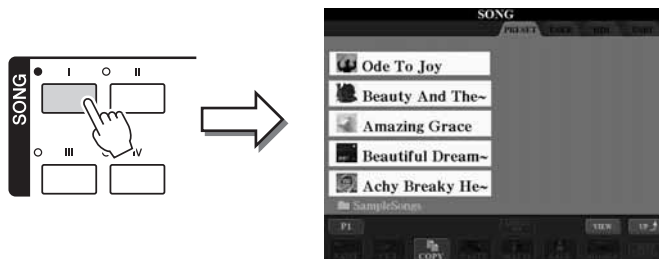 SONG
I
II
III
IV
SONG
PRESET USER HDD
Ode To Joy
Beauty And The~
Amazing Grace
Beautiful Dream~
Achy Breaky He~
SampleSongs
P1
VIEW
UP
COPY